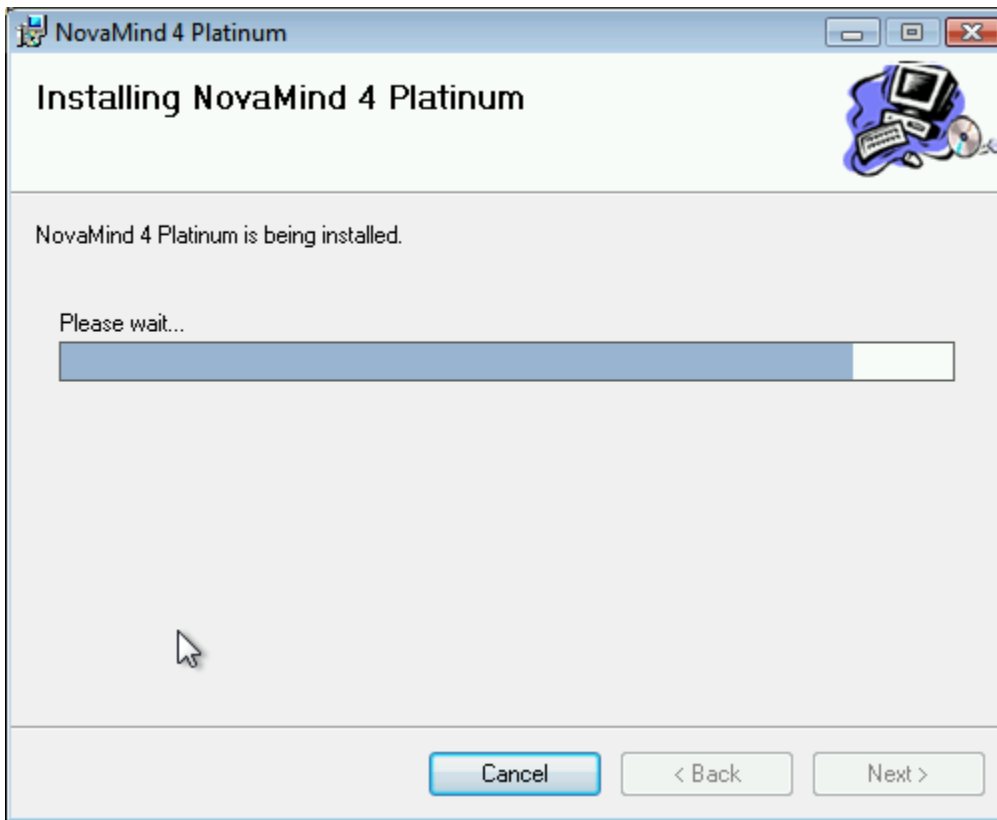 NovaMind 4 Platinum
Installing NovaMind 4 Platinum
NovaMind 4 Platinum is being installed.
Please wait...
Cancel
< Back
Next >